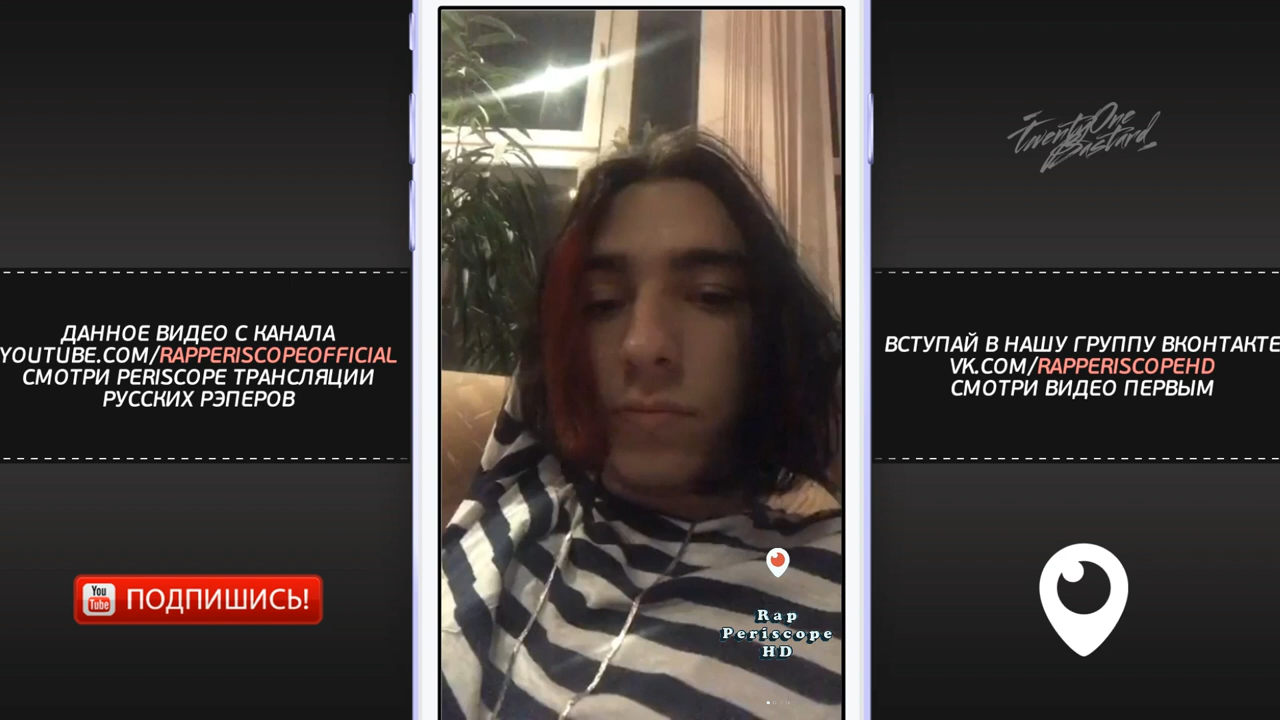 ДАННОЕ ВИДЕО С КАНАЛА
YOUTUBE.COM/RAPPERISCOPEOFFICIAL
СМОТРИ PERISCOPE ТРАНСЛЯЦИИ
РУССКИХ РЭПЕРОВ
You
Tube
ПОДПИШИСЬ!
Rap
Periscope
HD
TwentyOne
Bastard
ВСТУПАЙ В НАШУ ГРУППУ ВКОНТАКТЕ
VK.COM/RAPPERISCOPEHD
СМОТРИ ВИДЕО ПЕРВЫМ